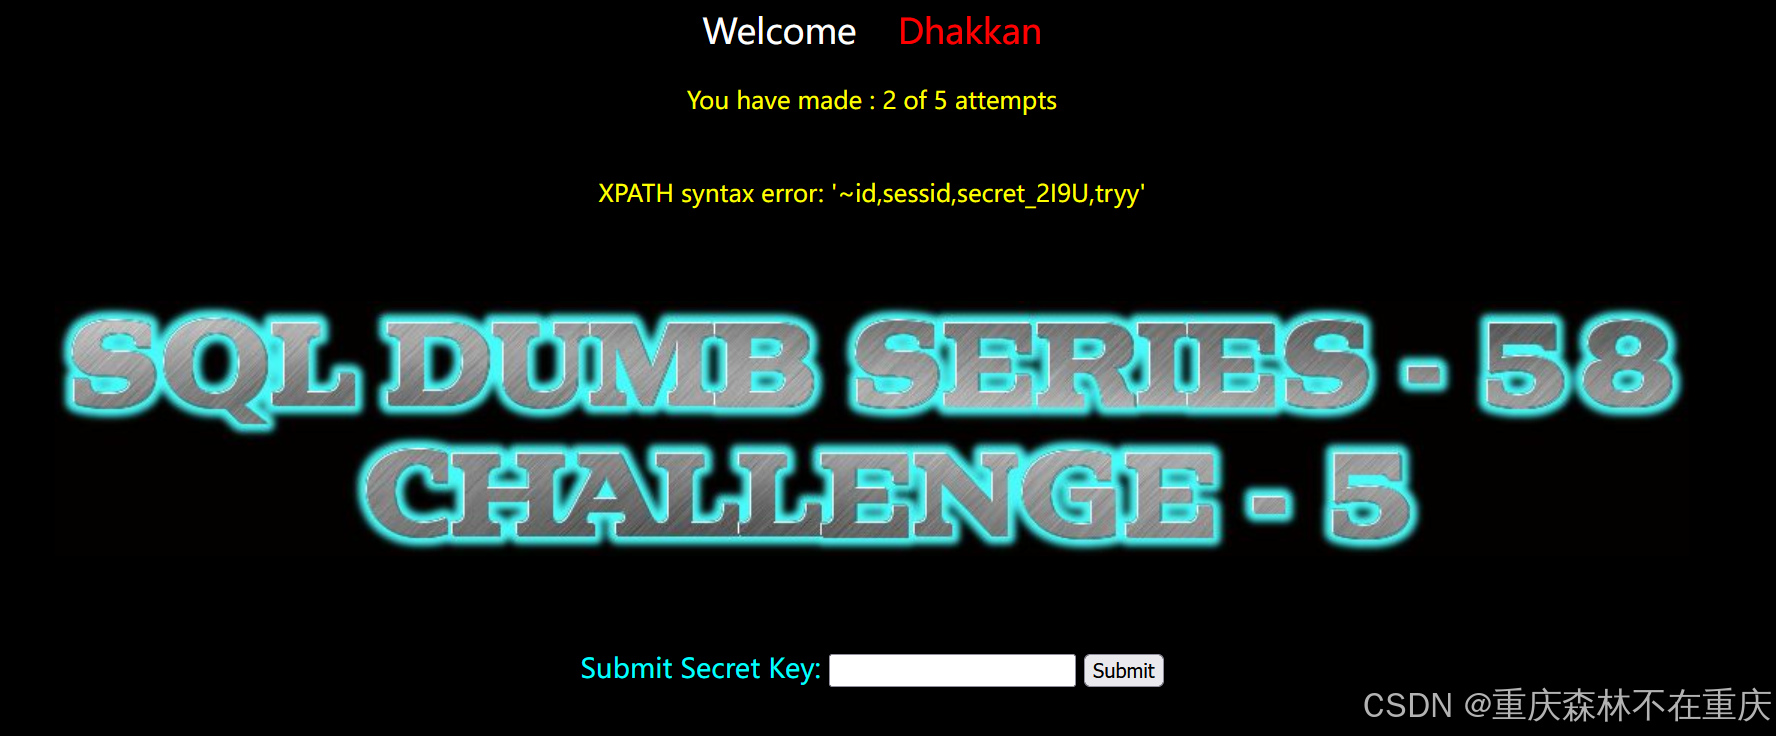 Welcome Dhakkan
You have made : 2 of 5 attempts
XPATH syntax error: '~id,sessid,secret_2I9U,tryy'
SQL DUMB SERIES - 58
CHALLENGE - 5
Submit Secret Key: Submit
CSDN @重庆森林不在重庆